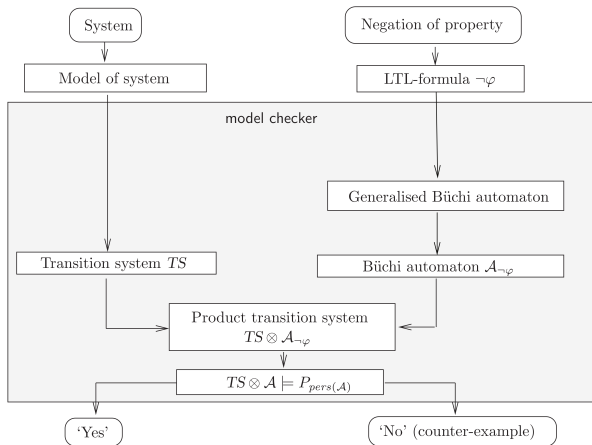 System
Negation of property
Model of system
LTL-formula ¬φ
model checker
Generalised Büchi automaton
Transition system TS
Büchi automaton 𝒜¬φ
Product transition system
TS ⊗ 𝒜¬φ
TS ⊗ 𝒜 ⊨ Ppers(𝒜)
‘Yes’
‘No’ (counter-example)